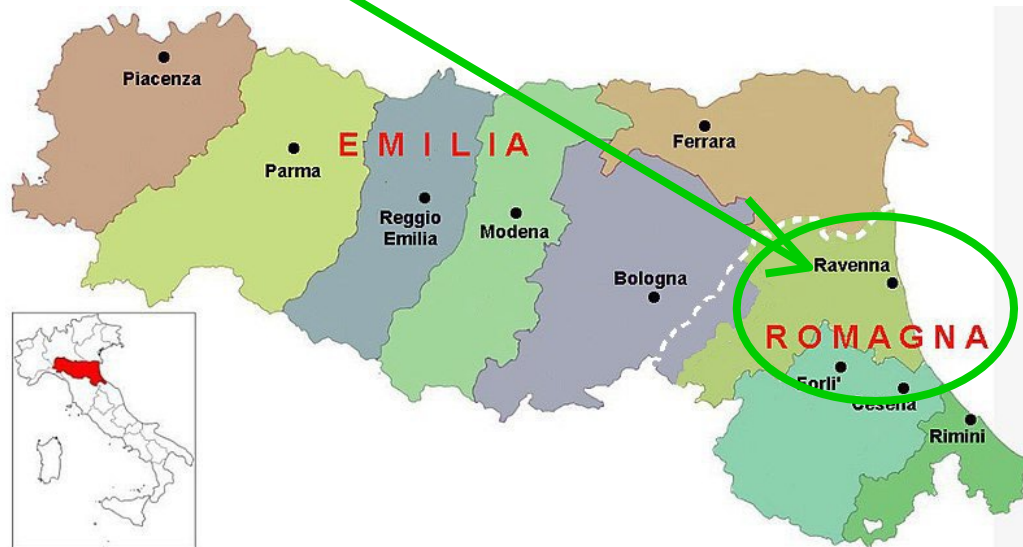 Piacenza
EMILIA
Ferrara
Parma
Reggio
Emilia
Modena
Ravenna
Bologna
ROMAGNA
Forli'
Cesena
Rimini